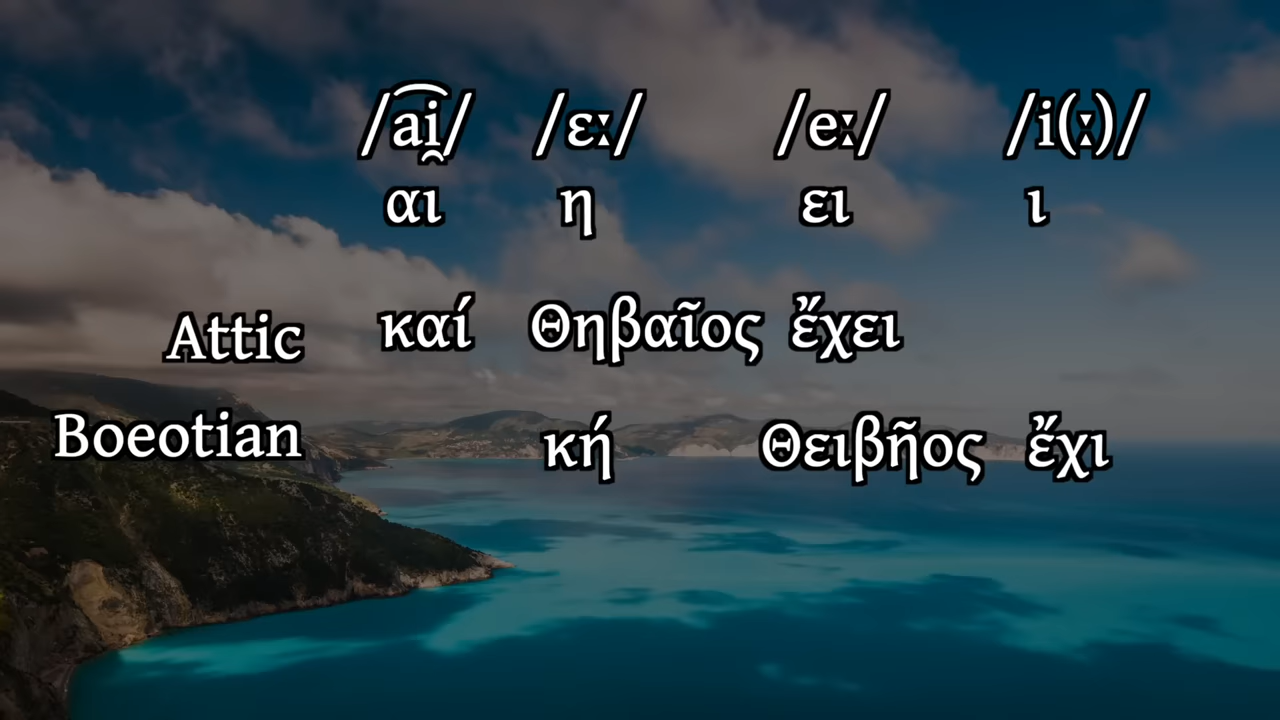 /a͡i̯/ /ɛː/ /eː/ /i(ː)/
αι η ει ι
Attic καί Θηβαῖος ἔχει
Boeotian κή Θειβῆος ἔχι